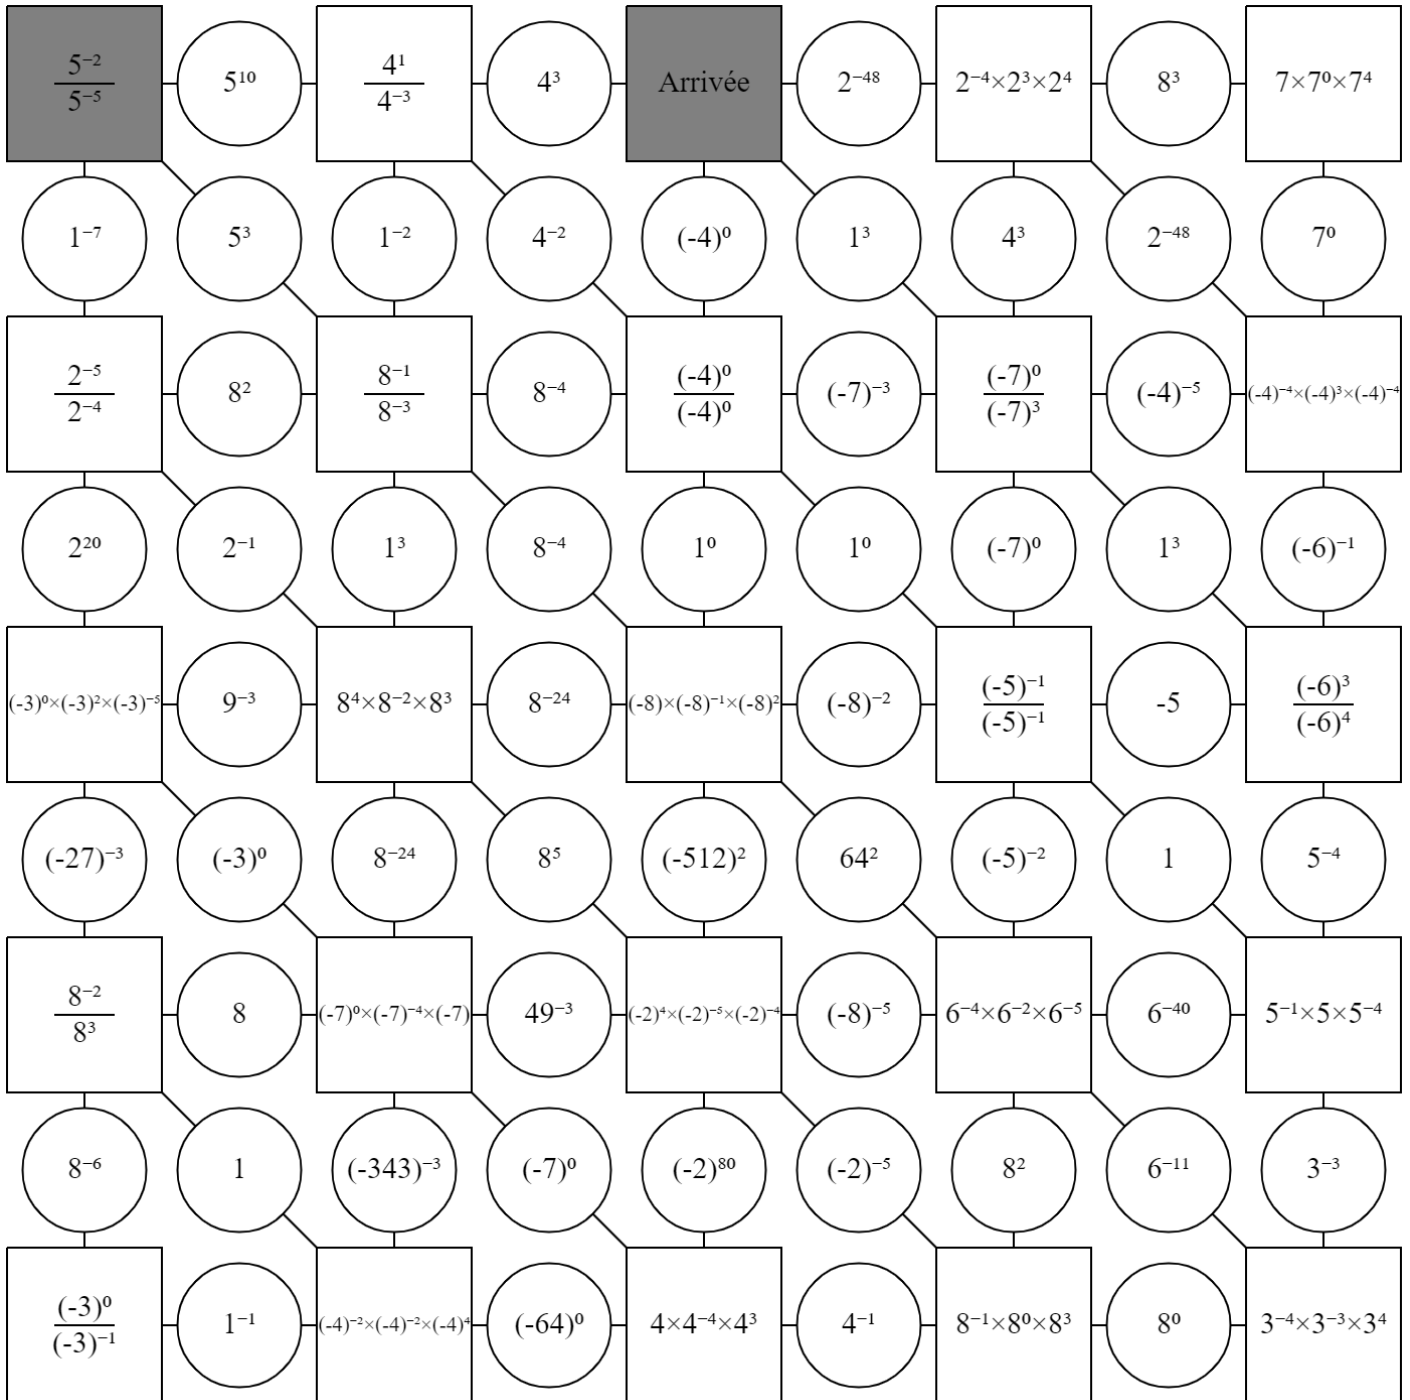 5⁻²/5⁻⁵ 5¹⁰ 4¹/4⁻³ 4³ Arrivée 2⁻⁴⁸ 2⁻⁴×2³×2⁴ 8³ 7×7⁰×7⁴
1⁻⁷ 5³ 1⁻² 4⁻² (-4)⁰ 1³ 4³ 2⁻⁴⁸ 7⁰
2⁻⁵/2⁻⁴ 8² 8⁻¹/8⁻³ 8⁻⁴ (-4)⁰/(-4)⁰ (-7)⁻³ (-7)⁰/(-7)³ (-4)⁻⁵ (-4)⁻⁴×(-4)³×(-4)⁻⁴
2²⁰ 2⁻¹ 1³ 8⁻⁴ 1⁰ 1⁰ (-7)⁰ 1³ (-6)⁻¹
(-3)⁰×(-3)²×(-3)⁻⁵ 9⁻³ 8⁴×8⁻²×8³ 8⁻²⁴ (-8)×(-8)⁻¹×(-8)² (-8)⁻² (-5)⁻¹/(-5)⁻¹ -5 (-6)³/(-6)⁴
(-27)⁻³ (-3)⁰ 8⁻²⁴ 8⁵ (-512)² 64² (-5)⁻² 1 5⁻⁴
8⁻²/8³ 8 (-7)⁰×(-7)⁻⁴×(-7) 49⁻³ (-2)⁴×(-2)⁻⁵×(-2)⁻⁴ (-8)⁻⁵ 6⁻⁴×6⁻²×6⁻⁵ 6⁻⁴⁰ 5⁻¹×5×5⁻⁴
8⁻⁶ 1 (-343)⁻³ (-7)⁰ (-2)⁸⁰ (-2)⁻⁵ 8² 6⁻¹¹ 3⁻³
(-3)⁰/(-3)⁻¹ 1⁻¹ (-4)⁻²×(-4)⁻²×(-4)⁴ (-64)⁰ 4×4⁻⁴×4³ 4⁻¹ 8⁻¹×8⁰×8³ 8⁰ 3⁻⁴×3⁻³×3⁴